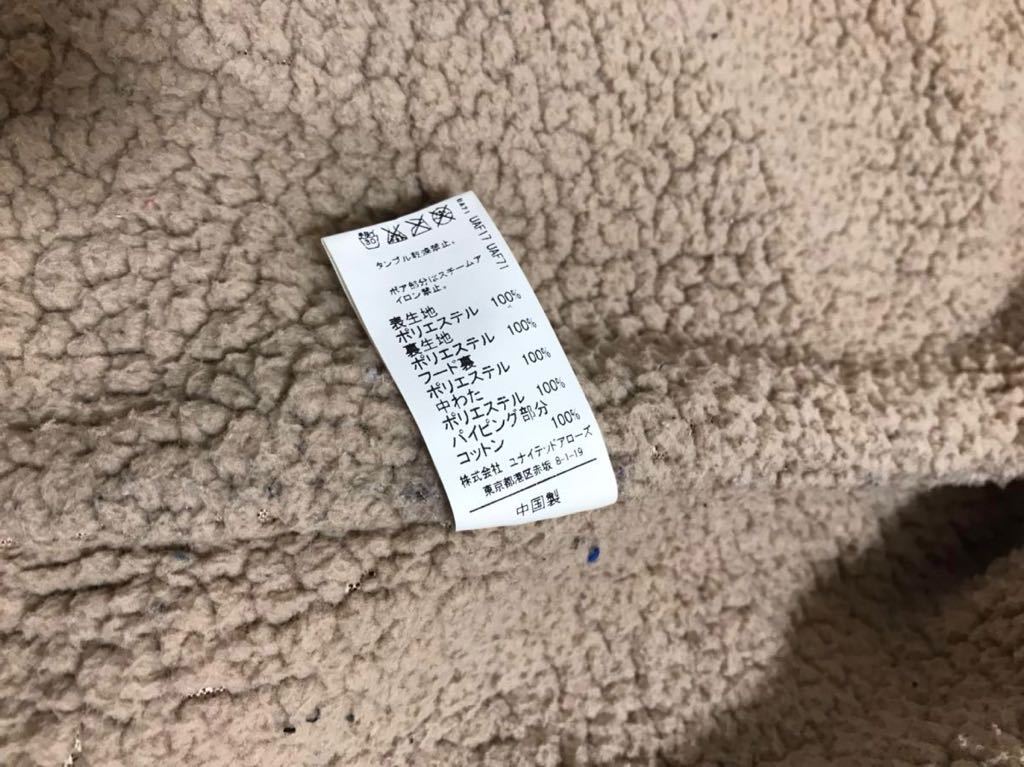 タンブル乾燥禁止。
ボア部分はスチームア
イロン禁止。
表生地
ポリエステル 100%
裏生地
ポリエステル 100%
フード裏
ポリエステル 100%
中わた
ポリエステル 100%
パイピング部分
コットン 100%
株式会社 ユナイテッドアローズ
東京都港区赤坂 8-1-19
中国製
UAF17 UAF71